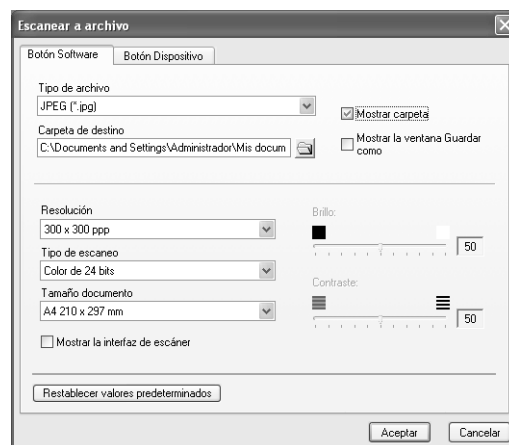 Escanear a archivo
Botón Software
Botón Dispositivo
Tipo de archivo
JPEG (*.jpg)
Mostrar carpeta
Carpeta de destino
C:\Documents and Settings\Administrador\Mis docum
Mostrar la ventana Guardar
como
Resolución
300 x 300 ppp
Brillo:
50
Tipo de escaneo
Color de 24 bits
Contraste:
50
Tamaño documento
A4 210 x 297 mm
Mostrar la interfaz de escáner
Restablecer valores predeterminados
Aceptar
Cancelar